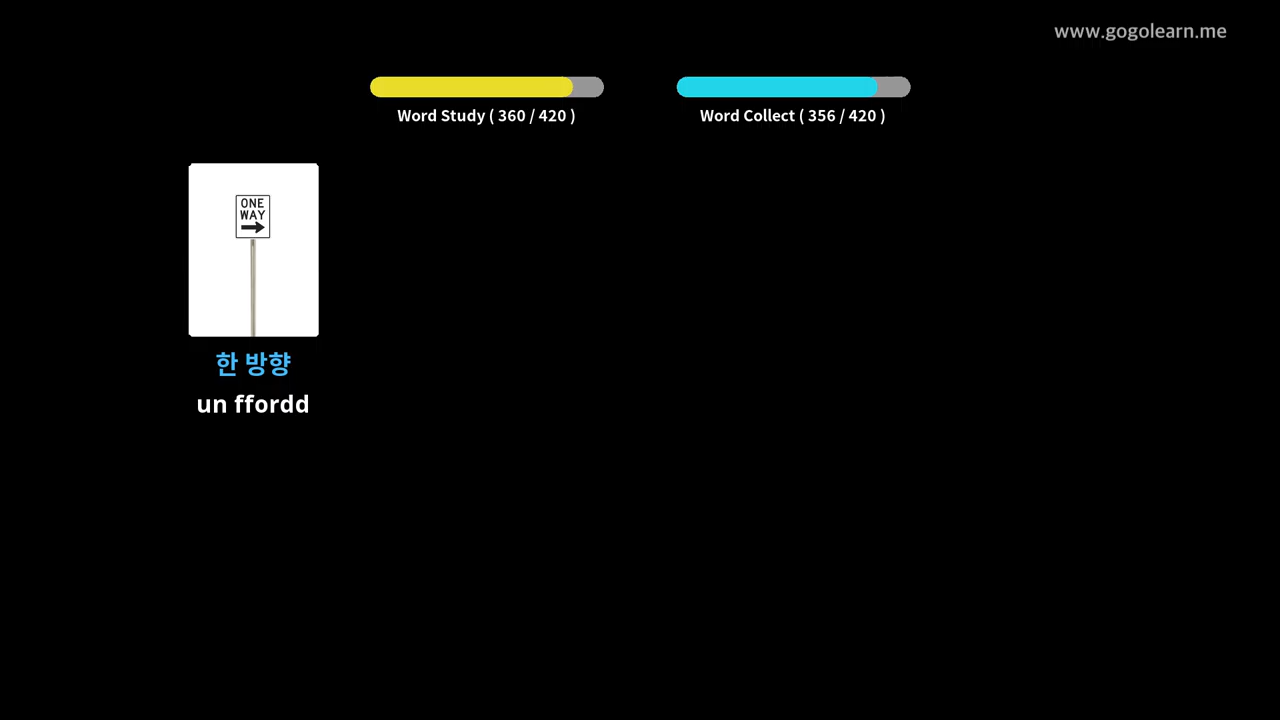 www.gogolearn.me
Word Study ( 360 / 420 )
Word Collect ( 356 / 420 )
ONE
WAY
한 방향
un ffordd